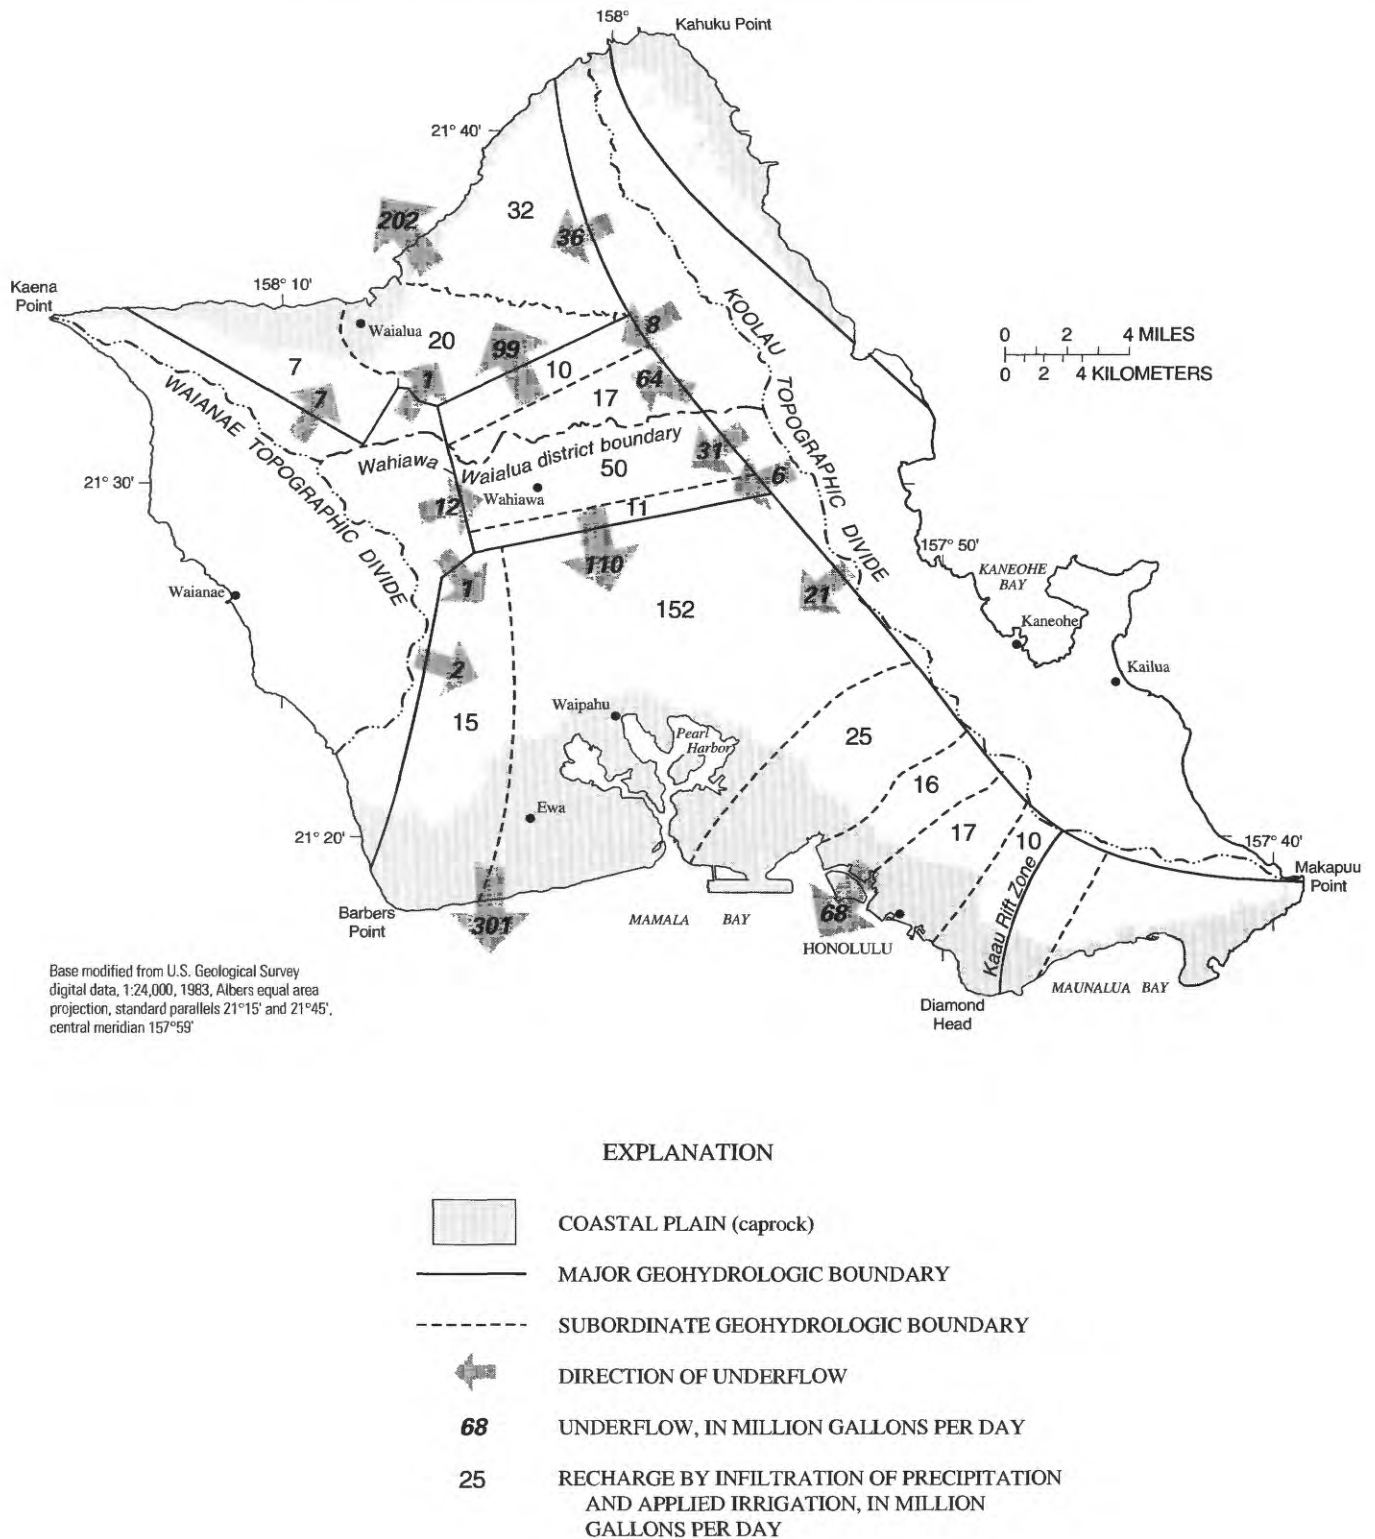 158°
Kahuku Point
21° 40'
202
32
36
Kaena
Point
158° 10'
Waialua
20
99
8
KOOLAU TOPOGRAPHIC DIVIDE
0 2 4 MILES
0 2 4 KILOMETERS
7
7
1
10
64
17
WAIANAE TOPOGRAPHIC DIVIDE
Wahiawa
Waialua district boundary
31
50
6
21° 30'
12
Wahiawa
11
110
157° 50'
KANEOHE
BAY
Waianae
1
152
21
Kaneohe
2
Kailua
15
Waipahu
Pearl
Harbor
25
16
Ewa
21° 20'
17
10
157° 40'
Makapuu
Point
Kaau Rift Zone
Barbers
Point
301
MAMALA BAY
68
HONOLULU
Diamond
Head
MAUNALUA BAY
Base modified from U.S. Geological Survey
digital data, 1:24,000, 1983, Albers equal area
projection, standard parallels 21°15' and 21°45',
central meridian 157°59'
EXPLANATION
COASTAL PLAIN (caprock)
MAJOR GEOHYDROLOGIC BOUNDARY
SUBORDINATE GEOHYDROLOGIC BOUNDARY
DIRECTION OF UNDERFLOW
68 UNDERFLOW, IN MILLION GALLONS PER DAY
25 RECHARGE BY INFILTRATION OF PRECIPITATION
AND APPLIED IRRIGATION, IN MILLION
GALLONS PER DAY